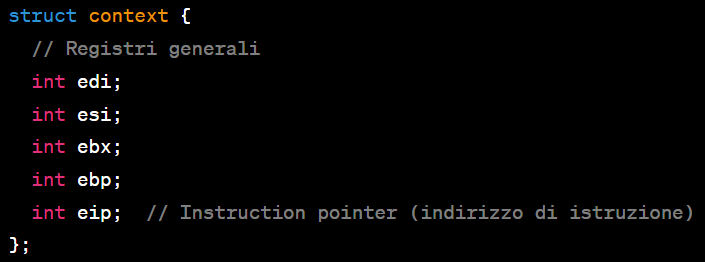 struct context {
  // Registri generali
  int edi;
  int esi;
  int ebx;
  int ebp;
  int eip;  // Instruction pointer (indirizzo di istruzione)
};